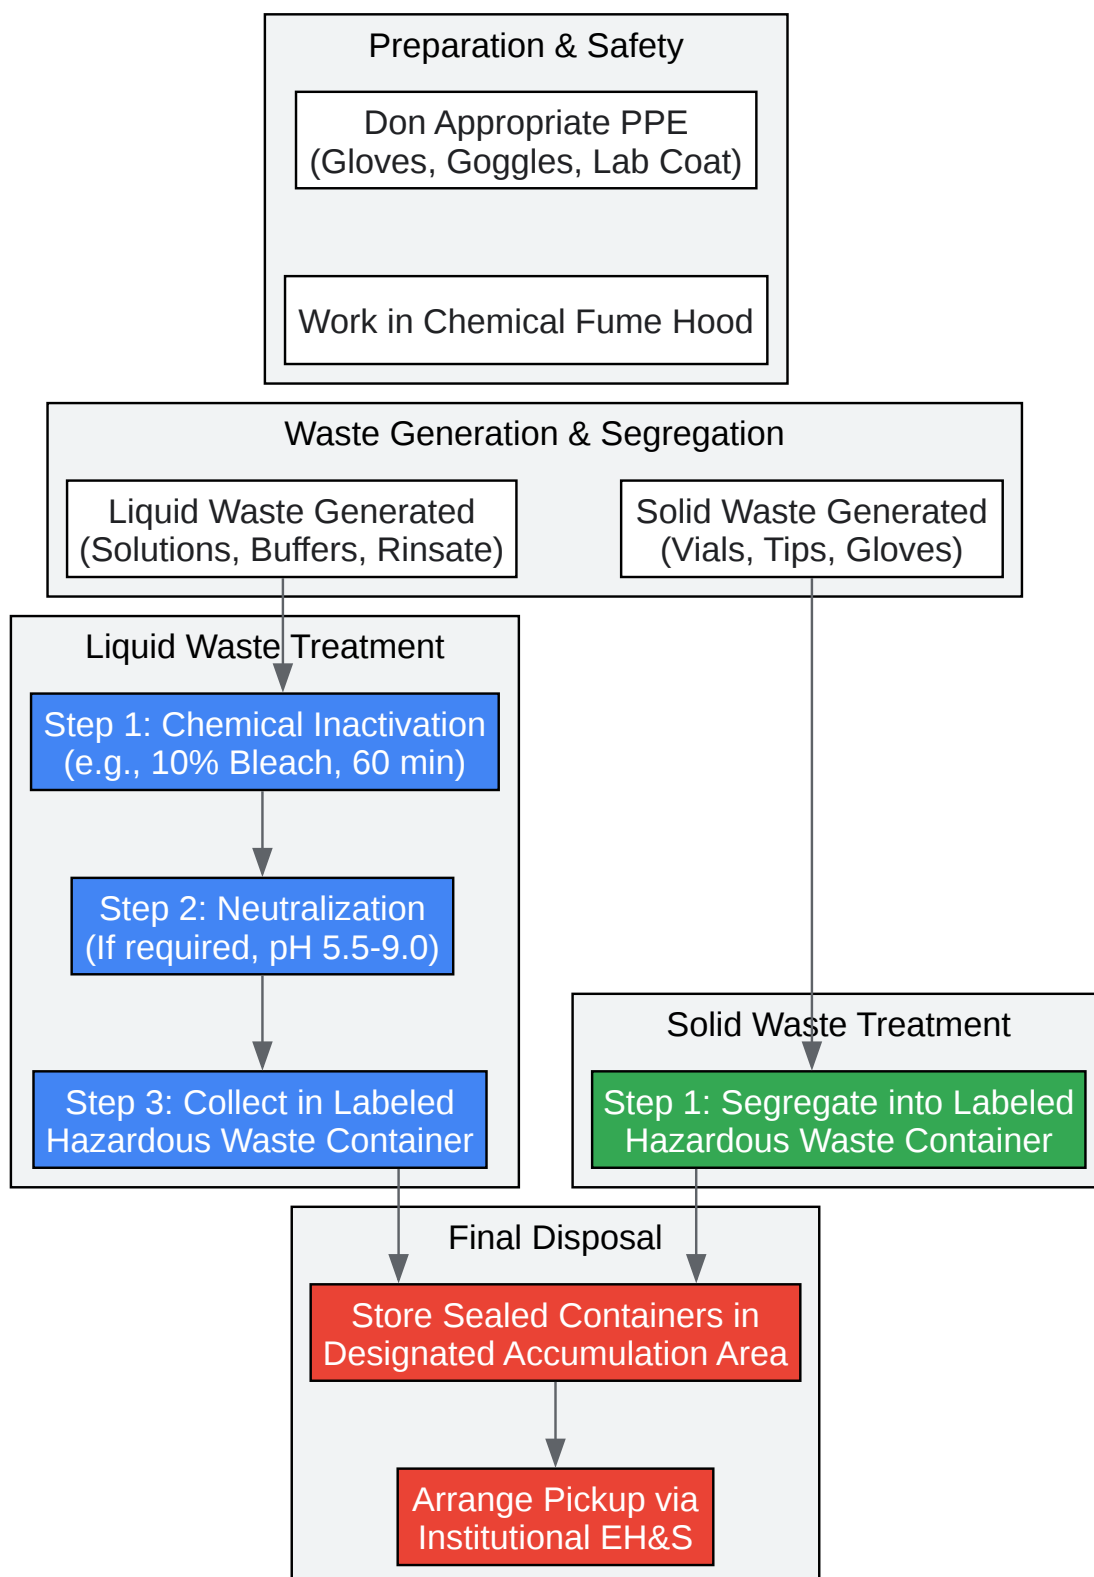 Preparation & Safety
Don Appropriate PPE
(Gloves, Goggles, Lab Coat)
Work in Chemical Fume Hood
Waste Generation & Segregation
Liquid Waste Generated
(Solutions, Buffers, Rinsate)
Solid Waste Generated
(Vials, Tips, Gloves)
Liquid Waste Treatment
Step 1: Chemical Inactivation
(e.g., 10% Bleach, 60 min)
Step 2: Neutralization
(If required, pH 5.5-9.0)
Step 3: Collect in Labeled
Hazardous Waste Container
Solid Waste Treatment
Step 1: Segregate into Labeled
Hazardous Waste Container
Final Disposal
Store Sealed Containers in
Designated Accumulation Area
Arrange Pickup via
Institutional EH&S